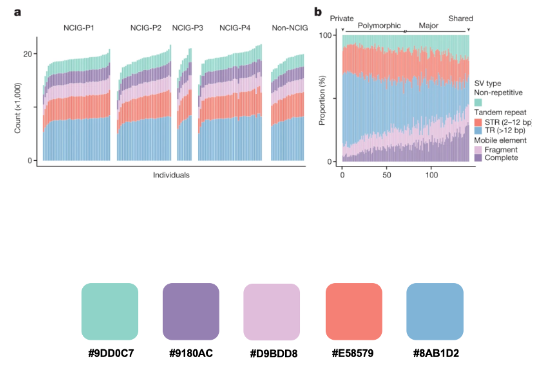 a
NCIG-P1 NCIG-P2 NCIG-P3 NCIG-P4 Non-NCIG
Count (×1,000)
20
0
Individuals
b
Private Shared
Polymorphic Major
Proportion (%)
100
0
0 50 100
SV type
Non-repetitive
Tandem repeat
STR (2–12 bp
TR (>12 bp)
Mobile element
Fragment
Complete
#9DD0C7 #9180AC #D9BDD8 #E58579 #8AB1D2